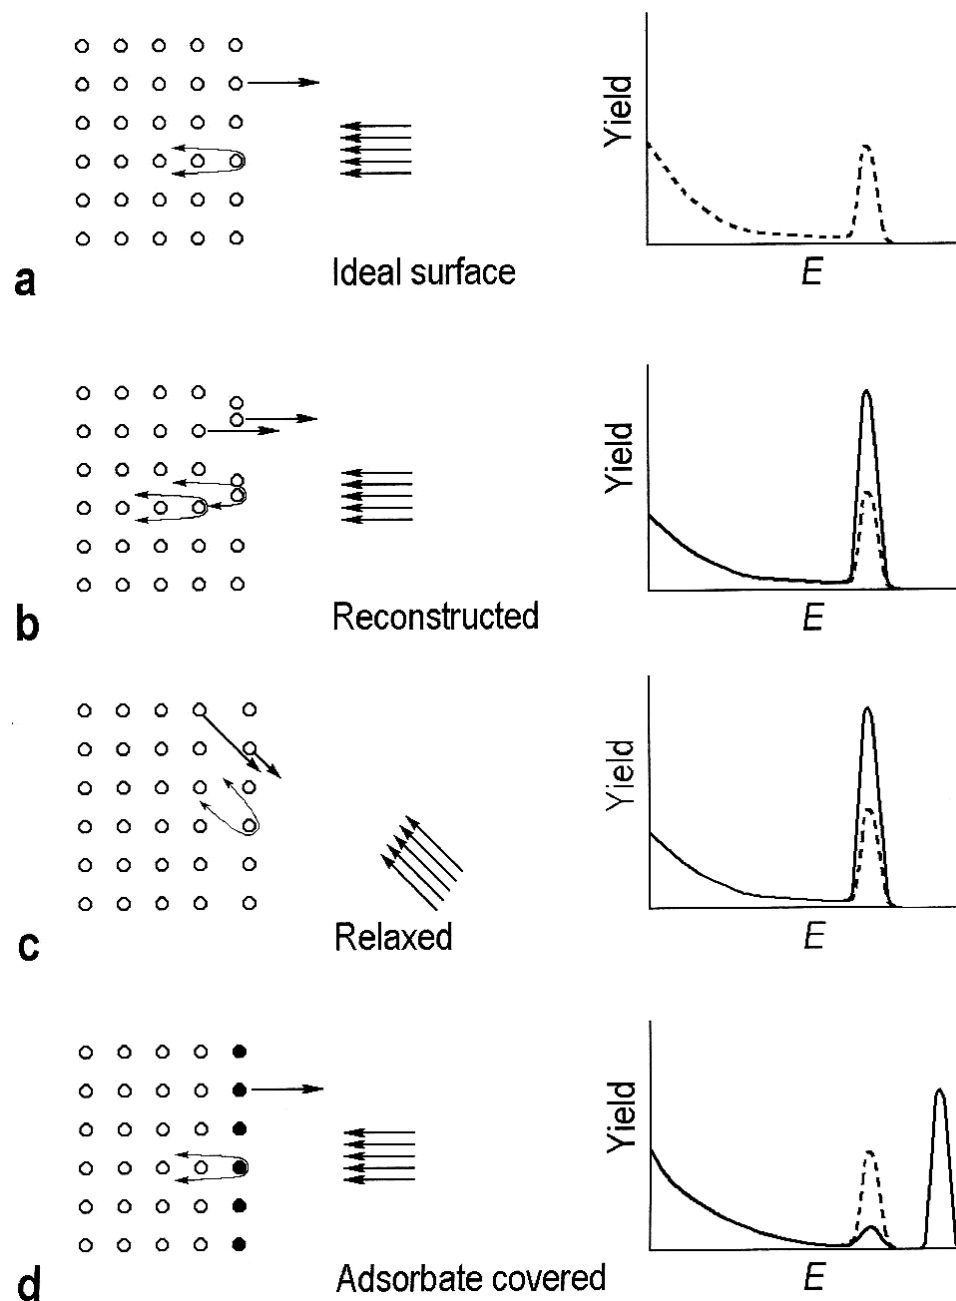 Yield
E
a
Ideal surface
Yield
E
b
Reconstructed
Yield
E
c
Relaxed
Yield
E
d
Adsorbate covered